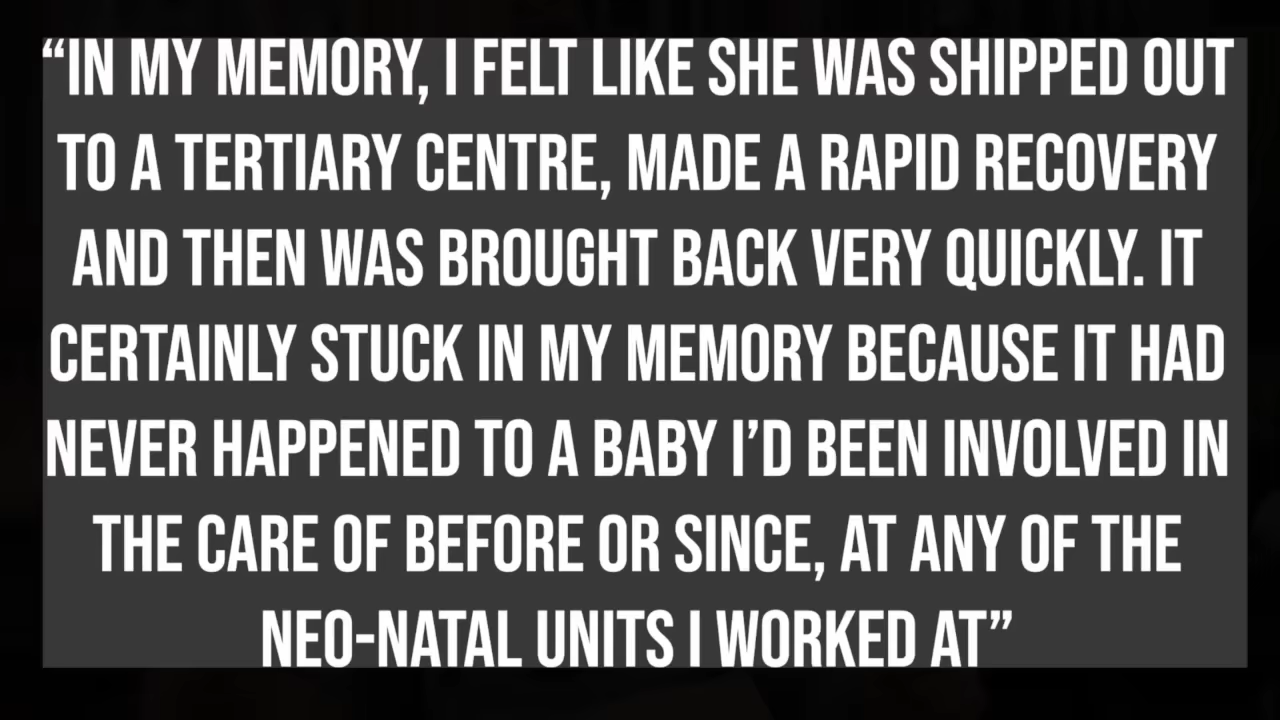 “IN MY MEMORY, I FELT LIKE SHE WAS SHIPPED OUT
TO A TERTIARY CENTRE, MADE A RAPID RECOVERY
AND THEN WAS BROUGHT BACK VERY QUICKLY. IT
CERTAINLY STUCK IN MY MEMORY BECAUSE IT HAD
NEVER HAPPENED TO A BABY I’D BEEN INVOLVED IN
THE CARE OF BEFORE OR SINCE, AT ANY OF THE
NEO-NATAL UNITS I WORKED AT”